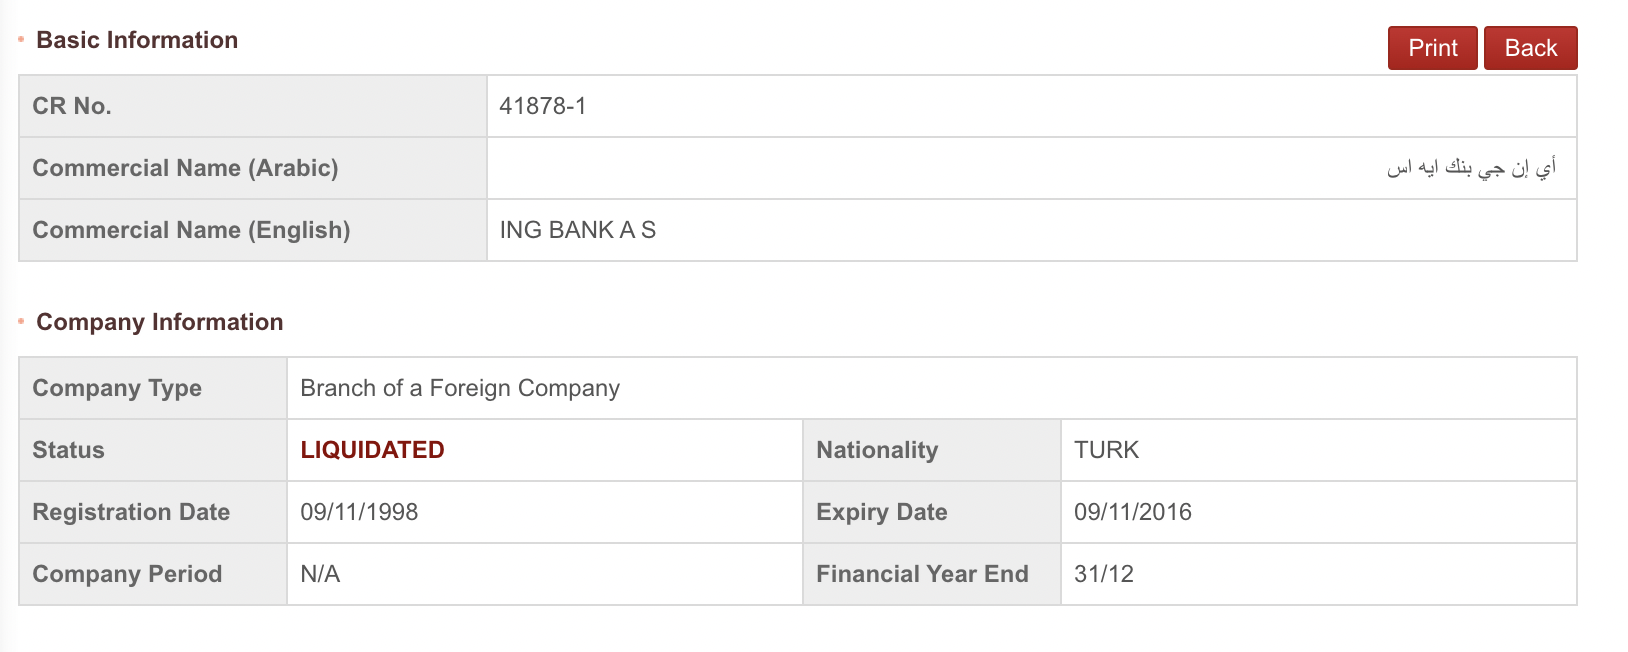 Basic Information
Print Back
CR No. 41878-1
Commercial Name (Arabic) أي إن جي بنك ايه اس
Commercial Name (English) ING BANK A S
Company Information
Company Type Branch of a Foreign Company
Status LIQUIDATED Nationality TURK
Registration Date 09/11/1998 Expiry Date 09/11/2016
Company Period N/A Financial Year End 31/12